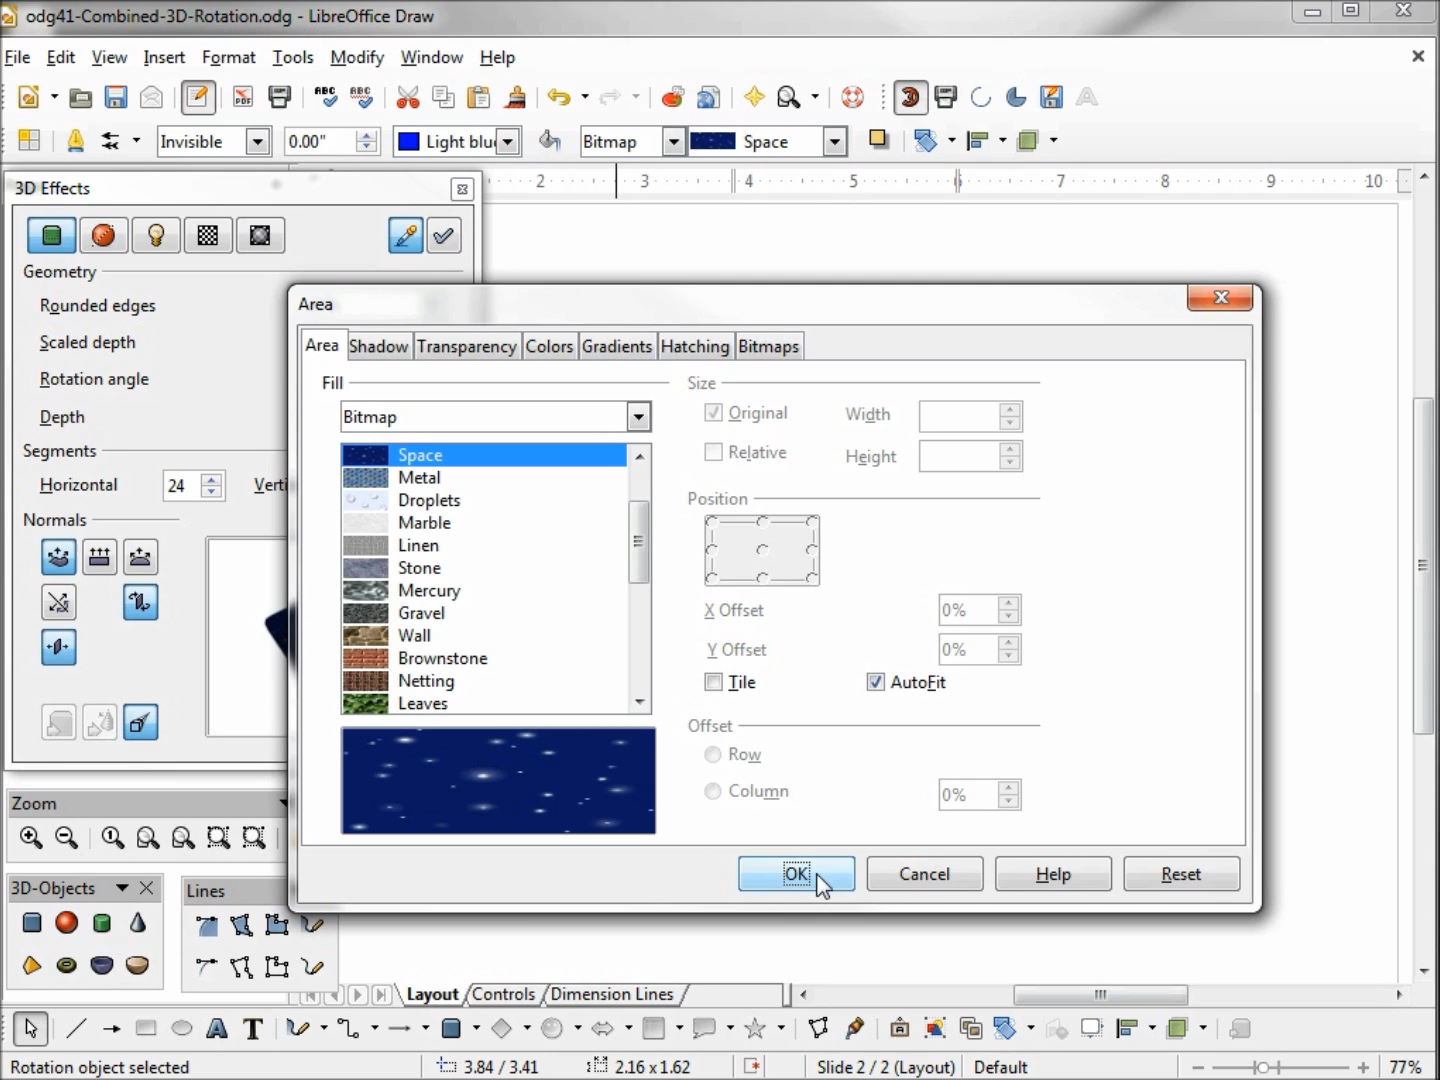 odg41-Combined-3D-Rotation.odg - LibreOffice Draw
File Edit View Insert Format Tools Modify Window Help
PDF ABC ABC
Invisible 0.00" Light blu Bitmap Space
2 3 4 5 6 7 8 9 10
3D Effects
Geometry
Rounded edges
Scaled depth
Rotation angle
Depth
Segments
Horizontal 24 Verti
Normals
Area
Area Shadow Transparency Colors Gradients Hatching Bitmaps
Fill
Bitmap
Space
Metal
Droplets
Marble
Linen
Stone
Mercury
Gravel
Wall
Brownstone
Netting
Leaves
Size
Original Width
Relative Height
Position
X Offset 0%
Y Offset 0%
Tile AutoFit
Offset
Row
Column 0%
OK Cancel Help Reset
Zoom
3D-Objects
Lines
Layout Controls Dimension Lines
Rotation object selected 3.84 / 3.41 2.16 x 1.62 Slide 2 / 2 (Layout) Default 77%